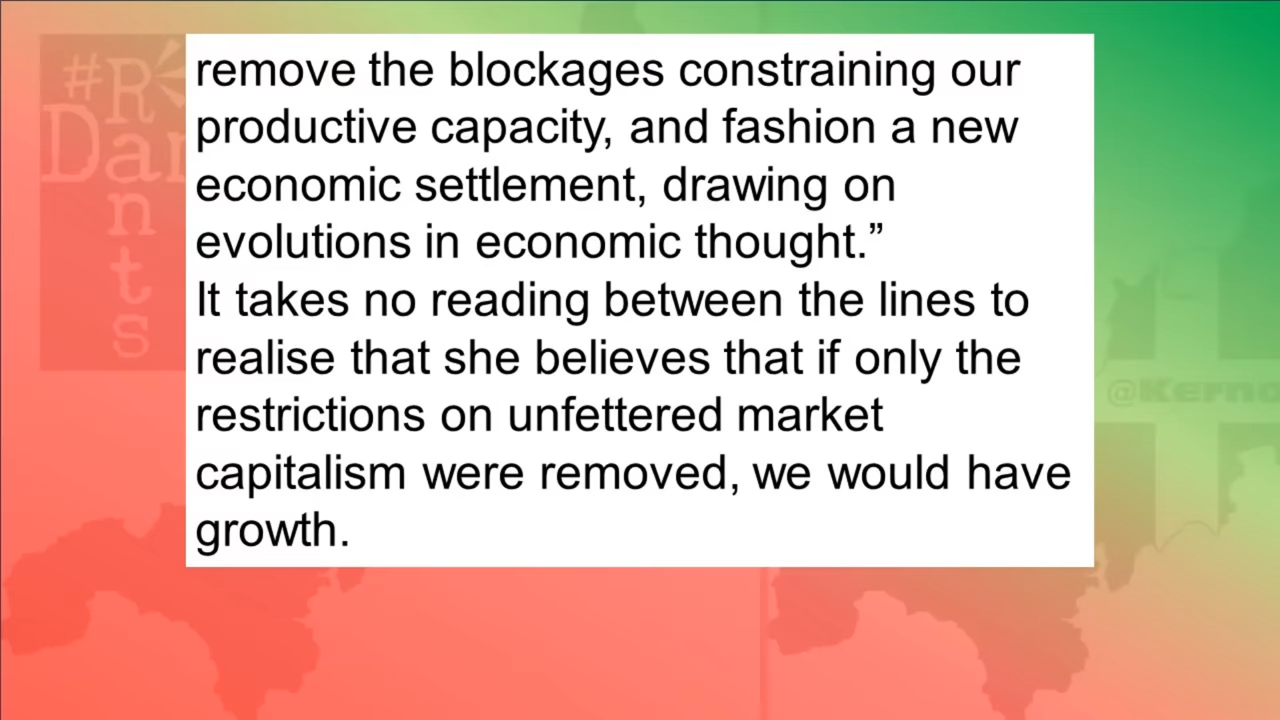 #R
Dan
n
t
s
remove the blockages constraining our
productive capacity, and fashion a new
economic settlement, drawing on
evolutions in economic thought.”
It takes no reading between the lines to
realise that she believes that if only the
restrictions on unfettered market
capitalism were removed, we would have
growth.
@Kerno